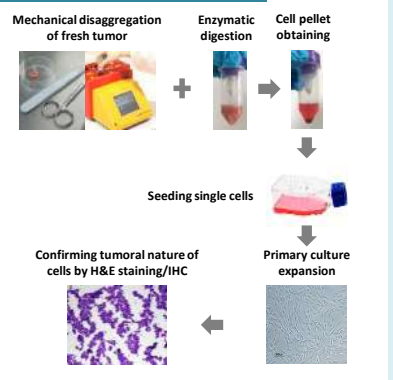 Mechanical disaggregation
of fresh tumor
Enzymatic
digestion
Cell pellet
obtaining
Seeding single cells
Primary culture
expansion
Confirming tumoral nature of
cells by H&E staining/IHC